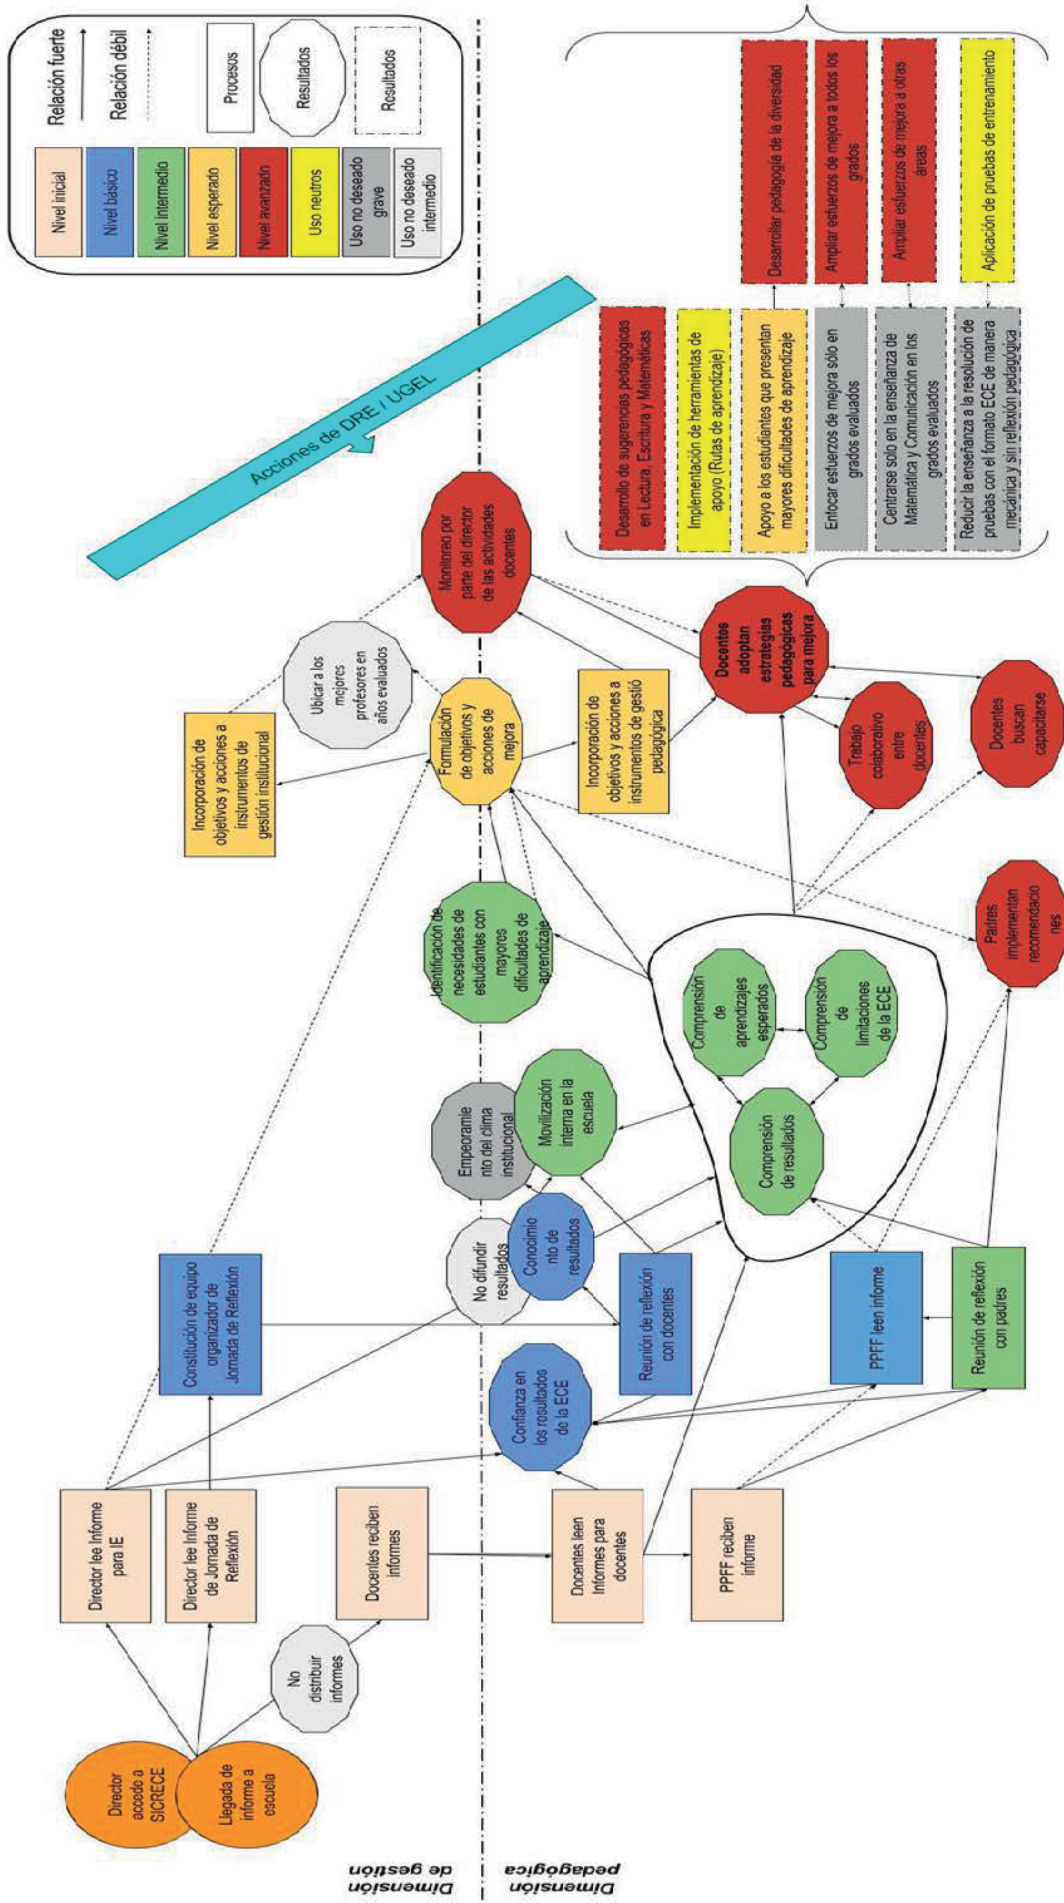 Relación fuerte
Relación débil
Nivel inicial
Nivel básico
Nivel intermedio
Nivel esperado
Nivel avanzado
Uso neutros
Uso no deseado
grave
Uso no deseado
intermedio
Procesos
Resultados
Resultados
Acciones de DRE / UGEL
Dimensión
de gestión
Dimensión
pedagógica
Director
accede a
SICRECE
Llegada de
informe a
escuela
Director lee Informe
para IE
Director lee Informe
de Jornada de
Reflexión
No
distribuir
informes
Docentes reciben
informes
Docentes leen
Informes para
docentes
PPFF reciben
informe
Constitución de equipo
organizador de
Jornada de Reflexión
No difundir
resultados
Confianza en
los resultados
de la ECE
Conocimie
nto de
resultados
Reunión de reflexión
con docentes
PPFF leen informe
Reunión de reflexión
con padres
Empeoramie
nto del clima
institucional
Movilización
interna en la
escuela
Comprensión
de resultados
Comprensión
de
aprendizajes
esperados
Comprensión
de
limitaciones
de la ECE
Identificación de
necesidades de
estudiantes con
mayores
dificultades de
aprendizaje
Incorporación de
objetivos y acciones a
instrumentos de
gestión institucional
Ubicar a los
mejores
profesores en
años evaluados
Formulación
de objetivos y
acciones de
mejora
Incorporación de
objetivos y acciones a
instrumentos de gestió
pedagógica
Monitoreo por
parte del director
de las actividades
docentes
Docentes
adoptan
estrategias
pedagógicas
para mejora
Trabajo
colaborativo
entre
docentes
Docentes
buscan
capacitarse
Padres
implementan
recomendacio
nes
Desarrollo de sugerencias pedagógicas
en Lectura, Escritura y Matemáticas
Implementación de herramientas de
apoyo (Rutas de aprendizaje)
Apoyo a los estudiantes que presentan
mayores dificultades de aprendizaje
Enfocar esfuerzos de mejora sólo en
grados evaluados
Centrarse solo en la enseñanza de
Matemática y Comunicación en los
grados evaluados
Reducir la enseñanza a la resolución de
pruebas con el formato ECE de manera
mecánica y sin reflexión pedagógica
Desarrollar pedagogía de la diversidad
Ampliar esfuerzos de mejora a todos los
grados
Ampliar esfuerzos de mejora a otras
áreas
Aplicación de pruebas de entrenamiento